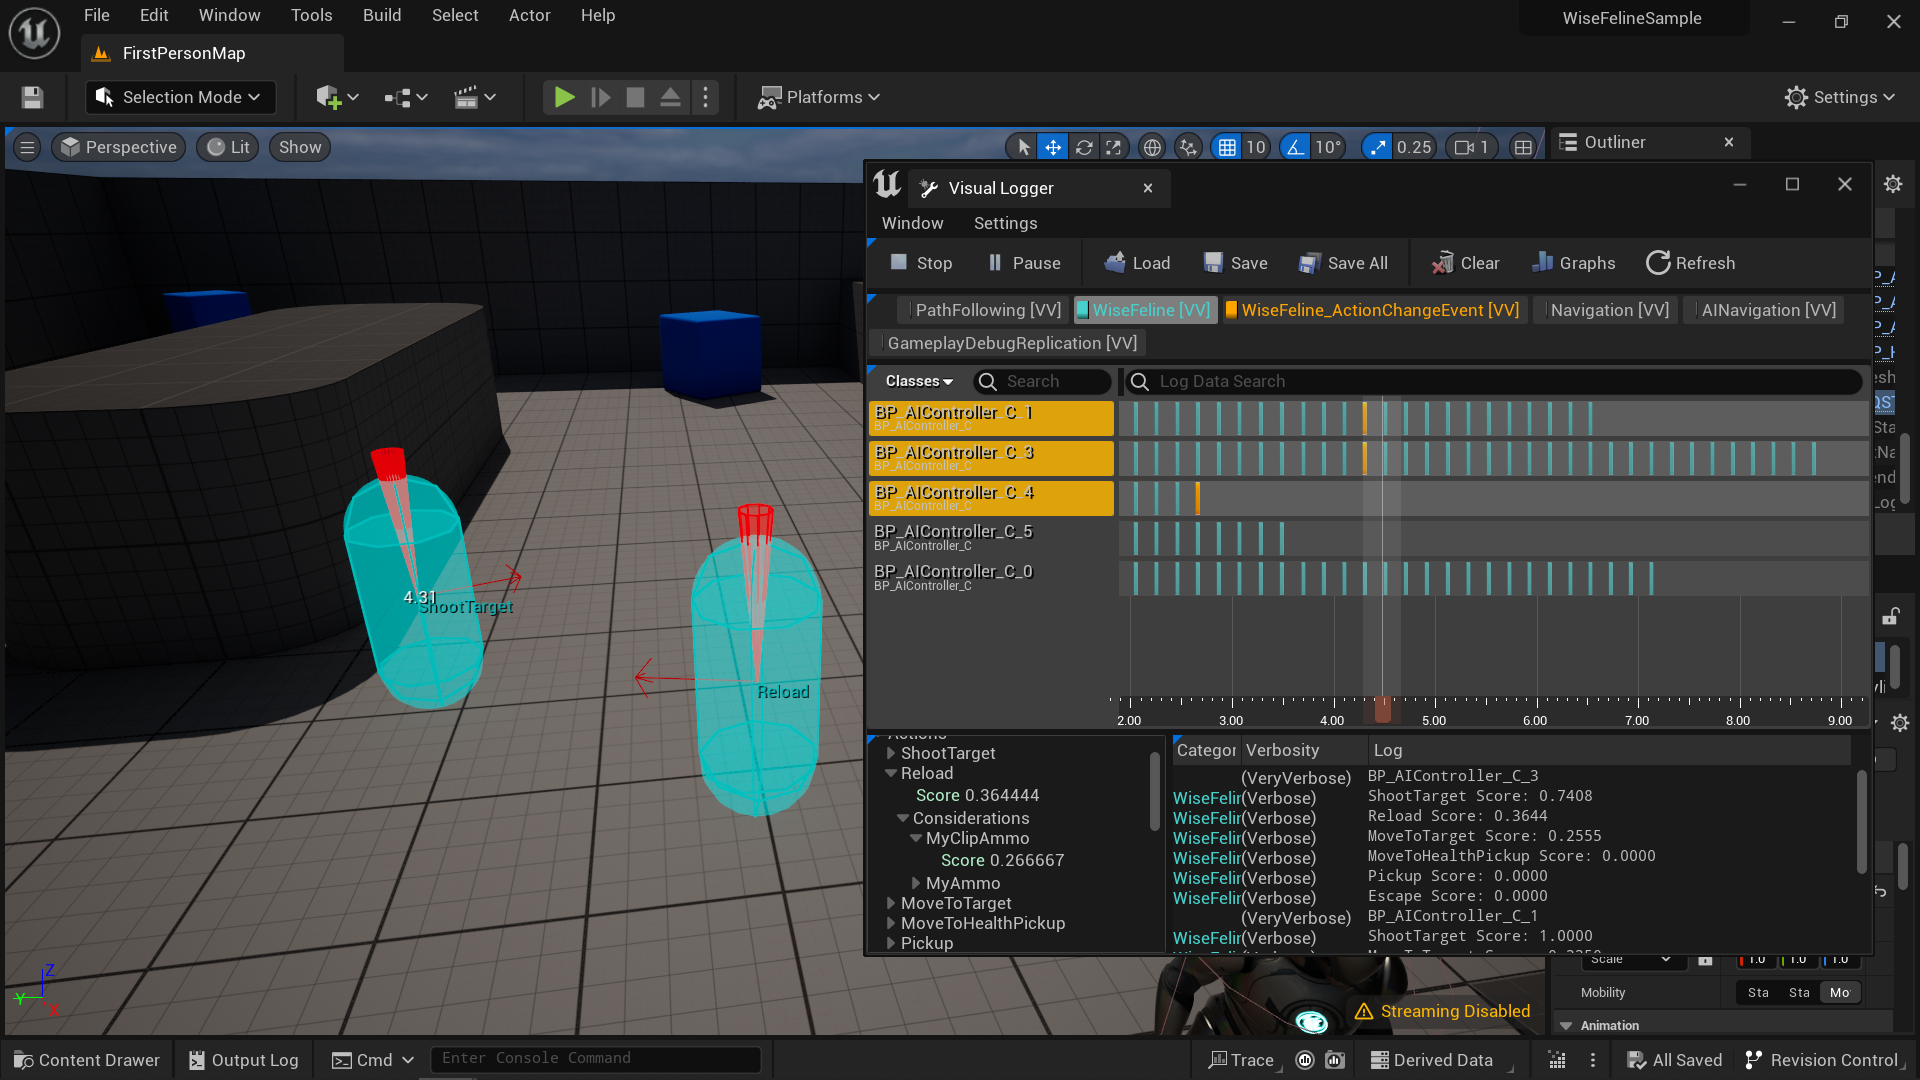 File Edit Window Tools Build Select Actor Help
WiseFelineSample
FirstPersonMap
Selection Mode
Platforms
Settings
Perspective Lit Show
10 10° 0.25 1
Outliner
Visual Logger
Window Settings
Stop Pause Load Save Save All Clear Graphs Refresh
PathFollowing [VV] WiseFeline [VV] WiseFeline_ActionChangeEvent [VV] Navigation [VV] AINavigation [VV]
GameplayDebugReplication [VV]
Classes Search Log Data Search
BP_AIController_C_1
BP_AIController_C
BP_AIController_C_3
BP_AIController_C
BP_AIController_C_4
BP_AIController_C
BP_AIController_C_5
BP_AIController_C
BP_AIController_C_0
BP_AIController_C
2.00 3.00 4.00 5.00 6.00 7.00 8.00 9.00
4.31
ShootTarget
Reload
Actions
ShootTarget
Reload
Score 0.364444
Considerations
MyClipAmmo
Score 0.266667
MyAmmo
MoveToTarget
MoveToHealthPickup
Pickup
Categor Verbosity Log
(VeryVerbose) BP_AIController_C_3
WiseFelir (Verbose) ShootTarget Score: 0.7408
WiseFelir (Verbose) Reload Score: 0.3644
WiseFelir (Verbose) MoveToTarget Score: 0.2555
WiseFelir (Verbose) MoveToHealthPickup Score: 0.0000
WiseFelir (Verbose) Pickup Score: 0.0000
WiseFelir (Verbose) Escape Score: 0.0000
(VeryVerbose) BP_AIController_C_1
WiseFelir (Verbose) ShootTarget Score: 1.0000
Scale 1.0 1.0 1.0
Mobility Sta Sta Mo
Animation
Z
Y
X
Streaming Disabled
Content Drawer Output Log Cmd Enter Console Command Trace Derived Data All Saved Revision Control